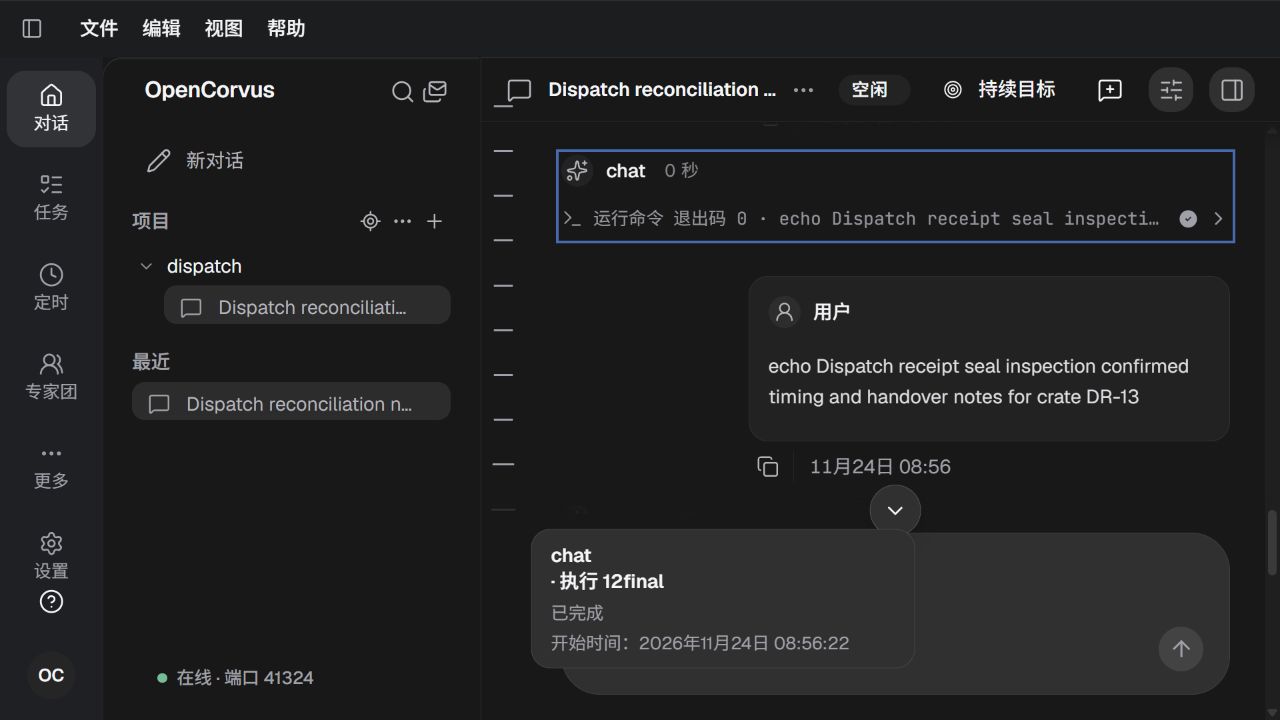 文件 编辑 视图 帮助
对话
任务
定时
专家团
更多
设置
OC
OpenCorvus
新对话
项目
dispatch
Dispatch reconciliati...
最近
Dispatch reconciliation n...
在线 · 端口 41324
Dispatch reconciliation ...
空闲
持续目标
chat 0 秒
运行命令 退出码 0 · echo Dispatch receipt seal inspecti…
用户
echo Dispatch receipt seal inspection confirmed
timing and handover notes for crate DR-13
11月24日 08:56
chat
· 执行 12final
已完成
开始时间：2026年11月24日 08:56:22